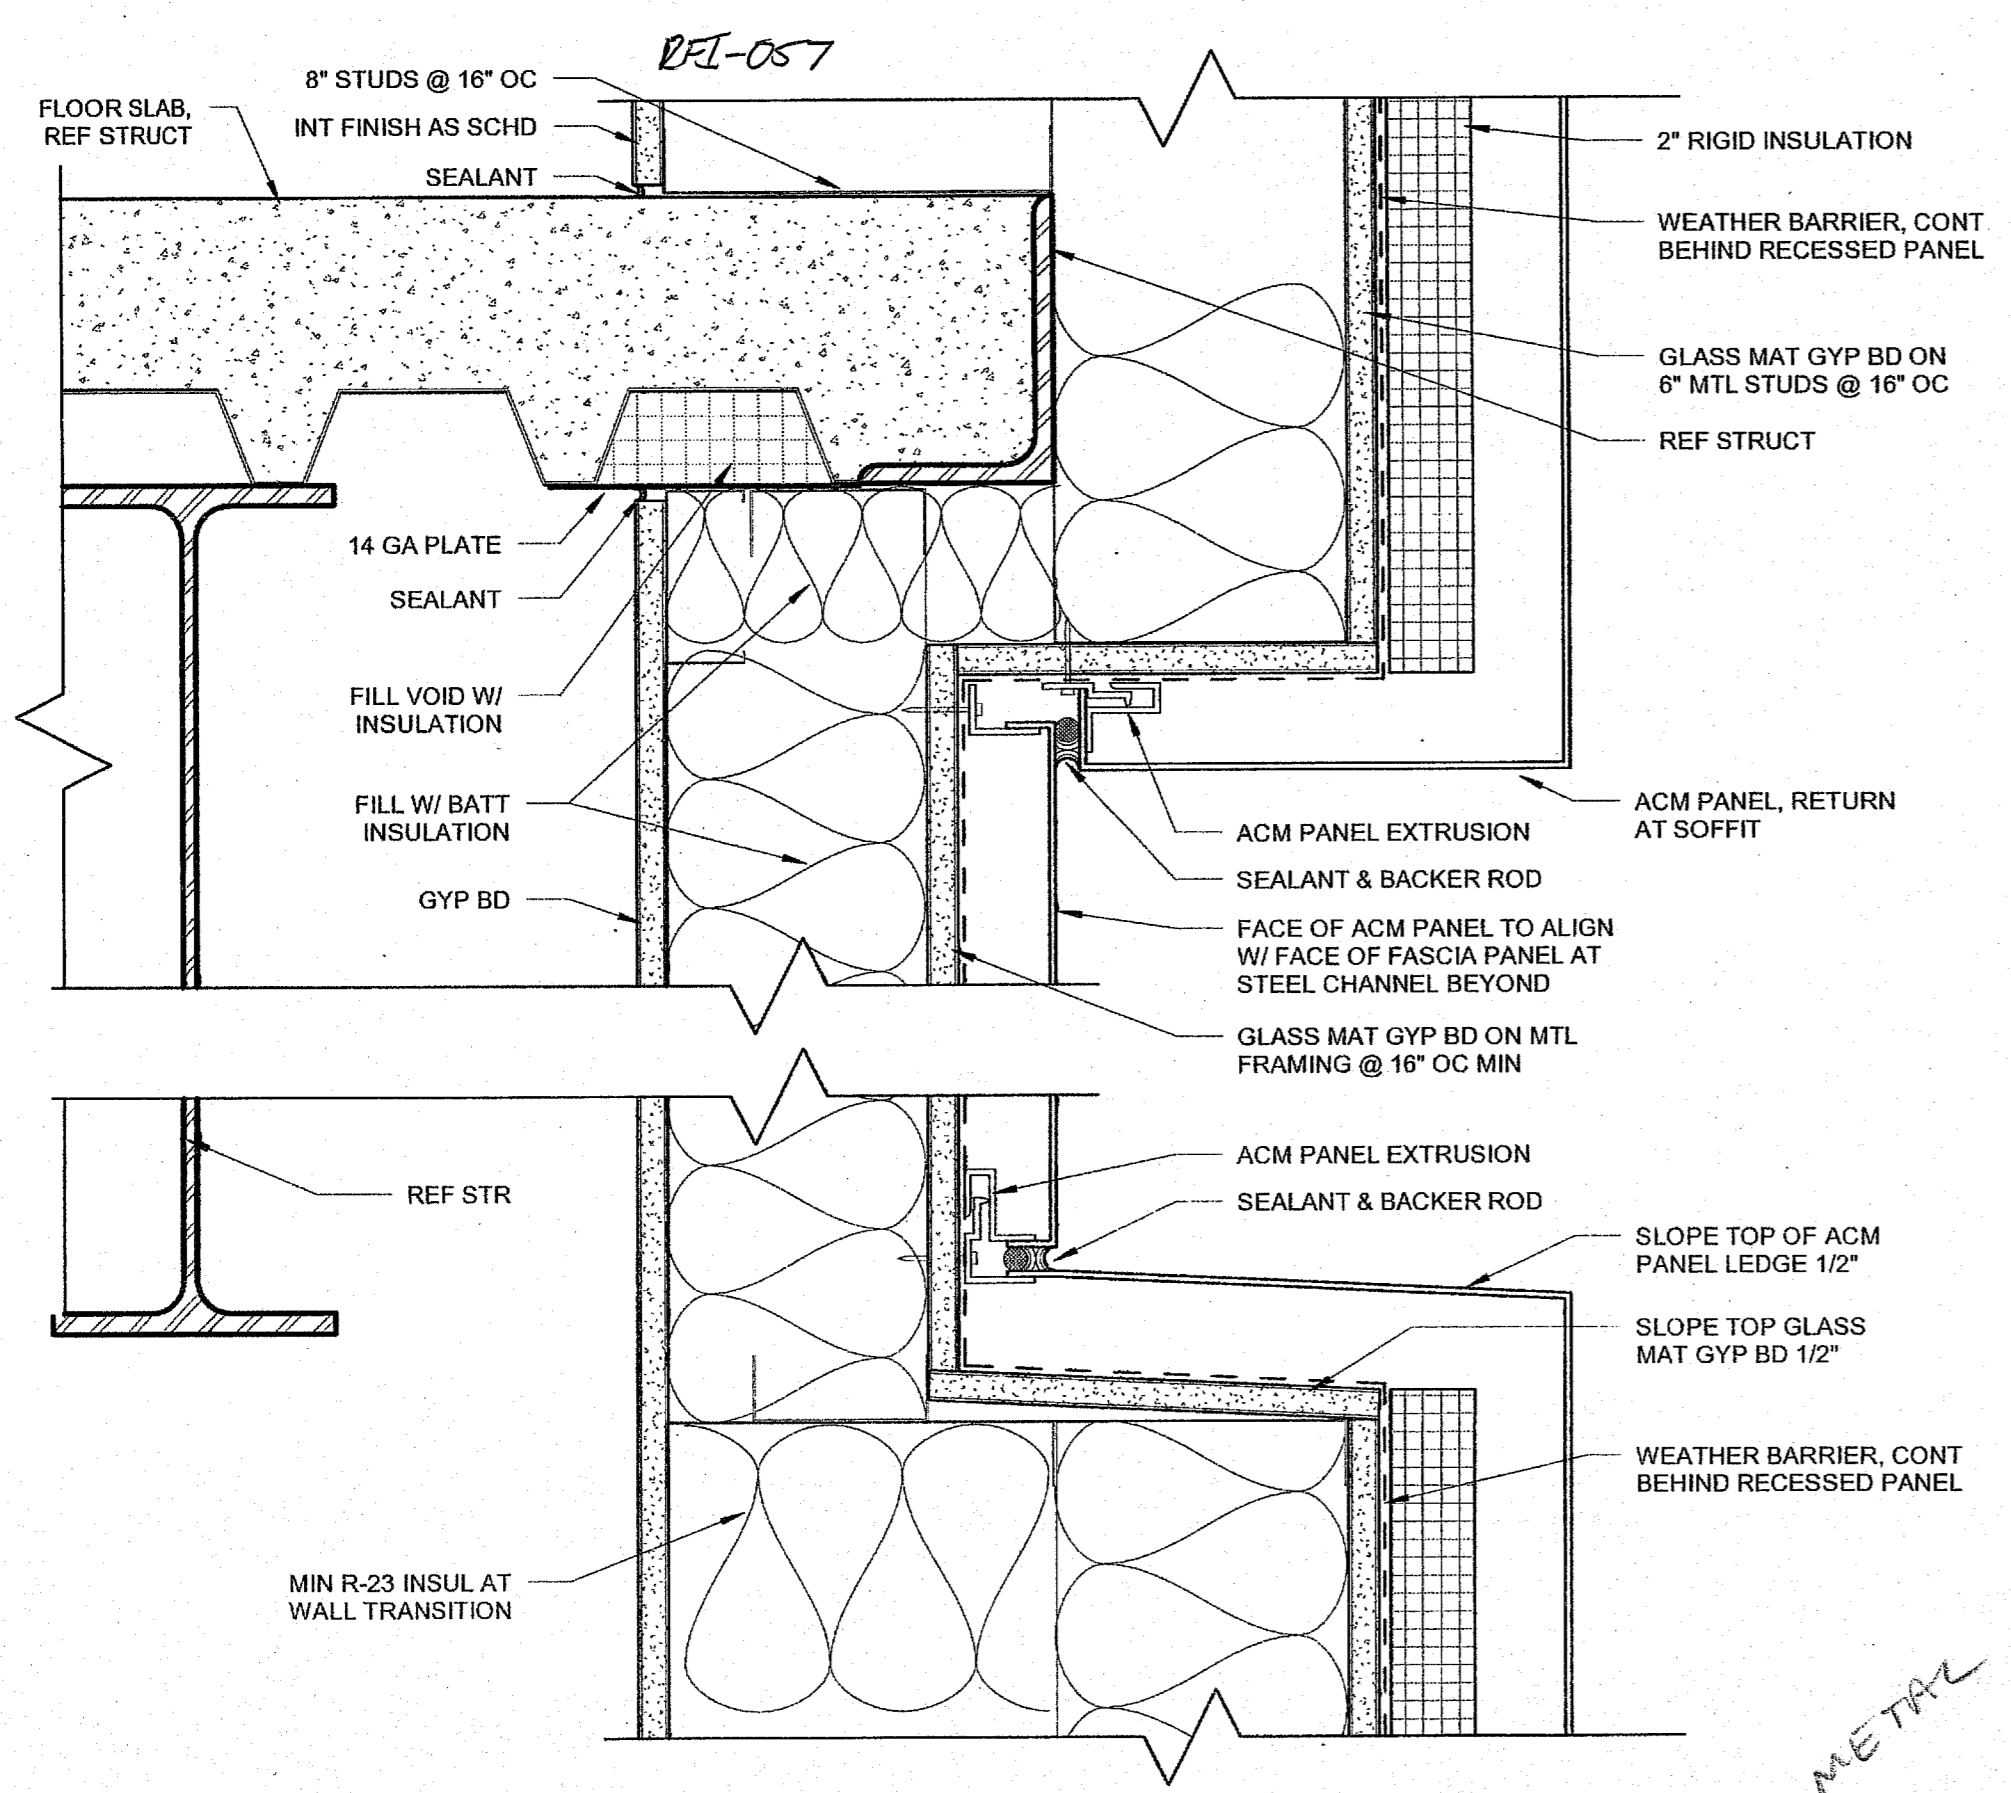 RFI-057
8" STUDS @ 16" OC
FLOOR SLAB,
REF STRUCT
INT FINISH AS SCHD
SEALANT
2" RIGID INSULATION
WEATHER BARRIER, CONT
BEHIND RECESSED PANEL
GLASS MAT GYP BD ON
6" MTL STUDS @ 16" OC
REF STRUCT
14 GA PLATE
SEALANT
FILL VOID W/
INSULATION
FILL W/ BATT
INSULATION
GYP BD
ACM PANEL, RETURN
AT SOFFIT
ACM PANEL EXTRUSION
SEALANT & BACKER ROD
FACE OF ACM PANEL TO ALIGN
W/ FACE OF FASCIA PANEL AT
STEEL CHANNEL BEYOND
GLASS MAT GYP BD ON MTL
FRAMING @ 16" OC MIN
REF STR
ACM PANEL EXTRUSION
SEALANT & BACKER ROD
SLOPE TOP OF ACM
PANEL LEDGE 1/2"
SLOPE TOP GLASS
MAT GYP BD 1/2"
WEATHER BARRIER, CONT
BEHIND RECESSED PANEL
MIN R-23 INSUL AT
WALL TRANSITION
METAL